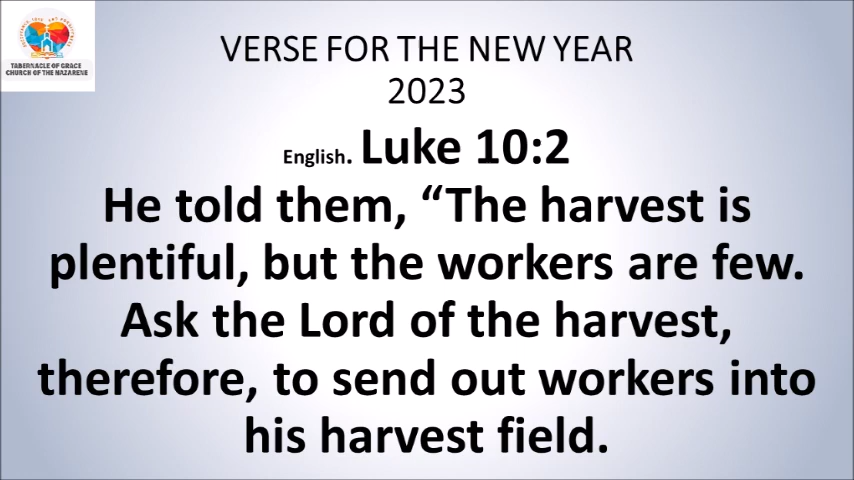 TABERNACLE OF GRACE
CHURCH OF THE NAZARENE
VERSE FOR THE NEW YEAR
2023
English. Luke 10:2
He told them, “The harvest is
plentiful, but the workers are few.
Ask the Lord of the harvest,
therefore, to send out workers into
his harvest field.